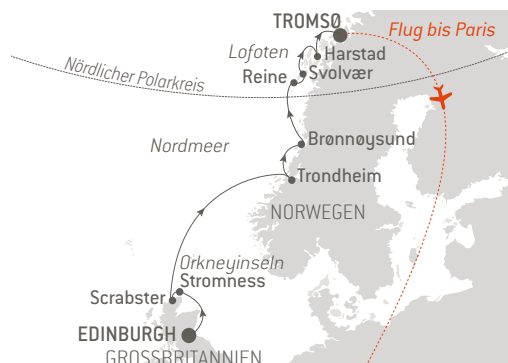 TROMSØ
Flug bis Paris
Lofoten
Harstad
Svolvær
Reine
Nördlicher Polarkreis
Nordmeer
Brønnøysund
Trondheim
NORWEGEN
Orkneyinseln
Stromness
Scrabster
EDINBURGH
GROSSBRITANNIEN